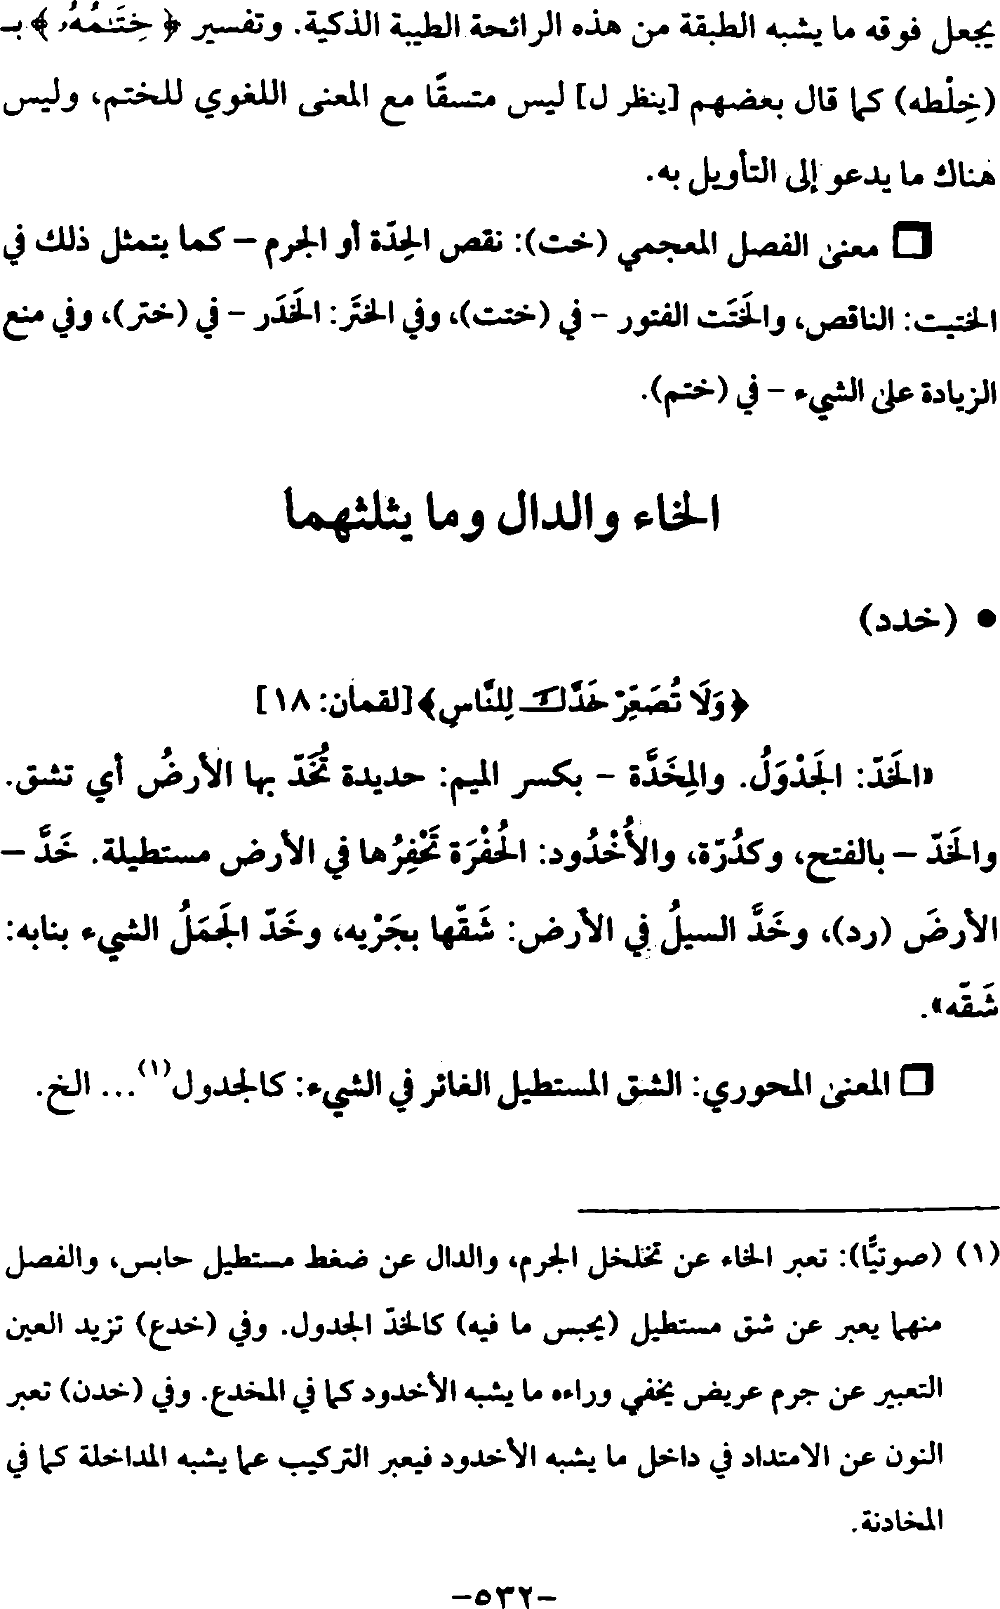 يجعل فوقه ما يشبه الطبقة من هذه الرائحة الطيبة الذكية. وتفسير ﴿ خِتَـٰمُهُۥ ﴾ بـ
(خِلْطه) كما قال بعضهم [ينظر ل] ليس متسقًا مع المعنى اللغوي للختم، وليس
هناك ما يدعو إلى التأويل به.
❒ معنى الفصل المعجمي (خت): نقص الحِدّة أو الجرم – كما يتمثل ذلك في
الختيت: الناقص، والخَتَت الفتور – في (ختت)، وفي الختَر: الخَدَر – في (ختر)، وفي منع
الزيادة على الشيء – في (ختم).
الخاء والدال وما يثلثهما
• (خدد)
﴿وَلَا تُصَعِّرْ خَدَّكَ لِلنَّاسِ﴾ [لقمان: ١٨]
«الخَدّ: الجَدْوَلُ. والمِخَدَّة – بكسر الميم: حديدة تُخَدّ بها الأرضُ أي تشق.
والخَدّ – بالفتح، وكدُرّة، والأُخْدُود: الحُفْرَة تَحْفِرُها في الأرض مستطيلة. خَدَّ –
الأرضَ (رد)، وخَدَّ السيلُ في الأرض: شَقّها بجَرْيه، وخَدّ الجَمَلُ الشيء بنابه:
شَقّه».
❒ المعنى المحوري: الشق المستطيل الغائر في الشيء: كالجدول(١) ... الخ.
(١) (صوتيًّا): تعبر الخاء عن تخلخل الجرم، والدال عن ضغط مستطيل حابس، والفصل
منهما يعبر عن شق مستطيل (يحبس ما فيه) كالخدّ الجدول. وفي (خدع) تزيد العين
التعبير عن جرم عريض يخفي وراءه ما يشبه الأخدود كما في المخدع. وفي (خدن) تعبر
النون عن الامتداد في داخل ما يشبه الأخدود فيعبر التركيب عما يشبه المداخلة كما في
المخادنة.
-٥٣٢-